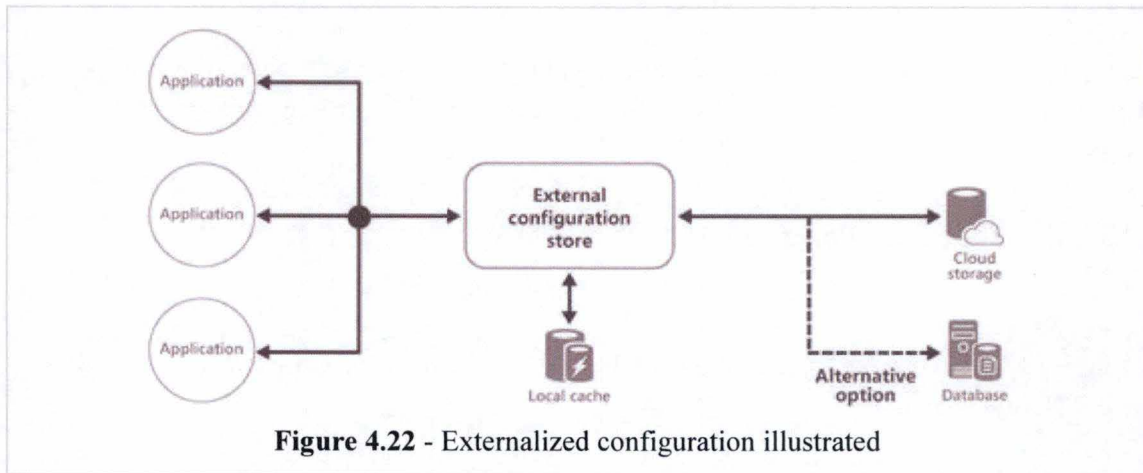 Application
Application
Application
External
configuration
store
Local cache
Cloud
storage
Alternative
option
Database
Figure 4.22 - Externalized configuration illustrated